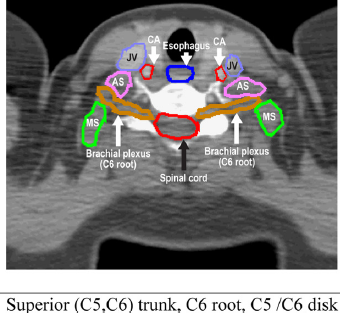 CA
Esophagus
CA
JV
JV
AS
AS
MS
MS
Brachial plexus
(C6 root)
Brachial plexus
(C6 root)
Spinal cord
Superior (C5,C6) trunk, C6 root, C5 /C6 disk